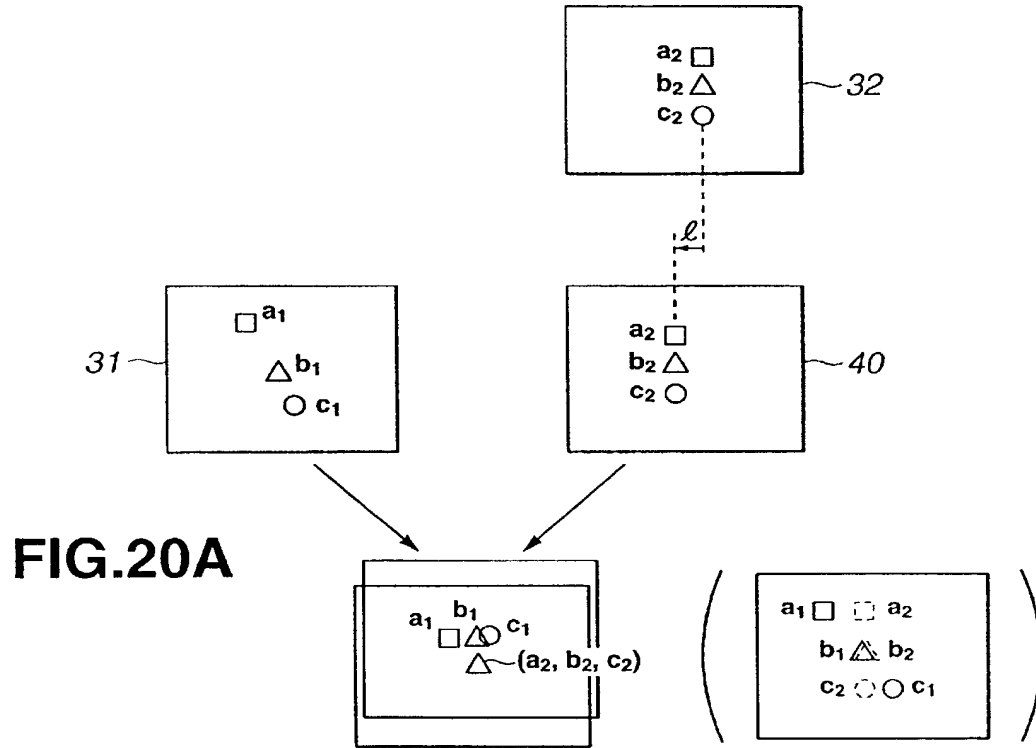 a₂
b₂
c₂
32
ℓ
a₁
b₁
c₁
31
a₂
b₂
c₂
40
FIG.20A
a₁ b₁ c₁
(a₂, b₂, c₂)
a₁ a₂
b₁ b₂
c₂ c₁